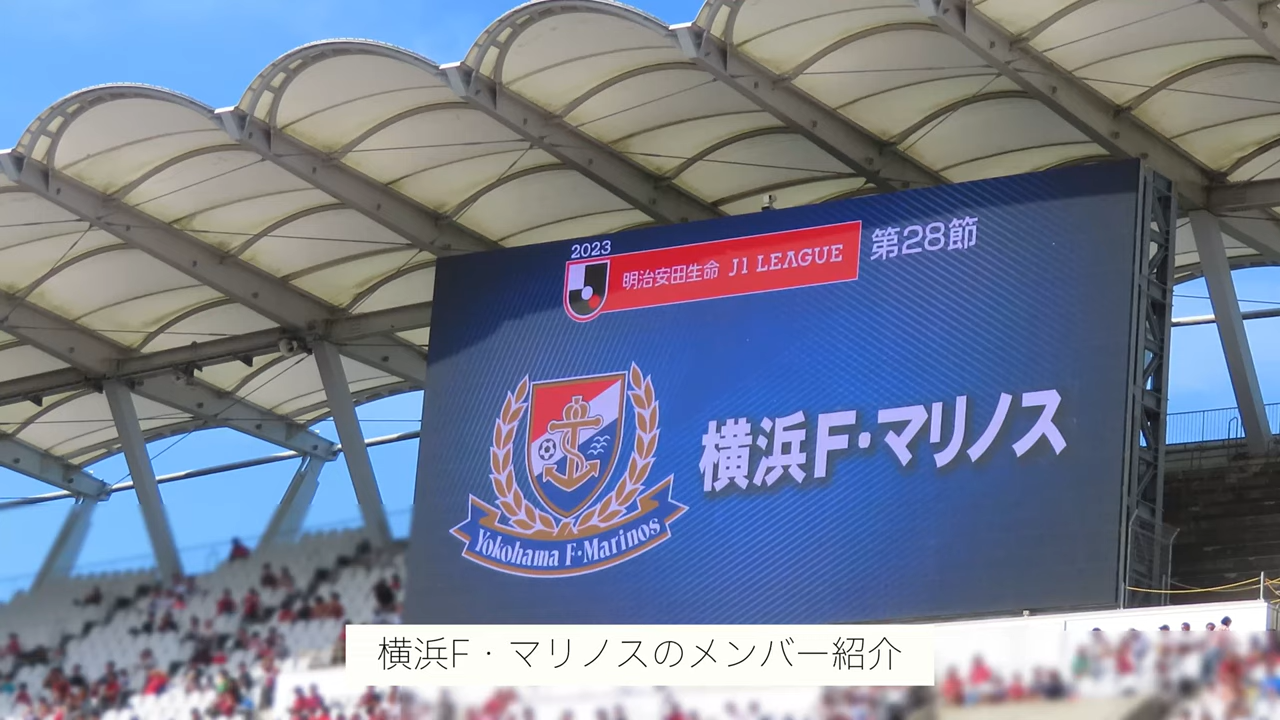 2023
明治安田生命 J1 LEAGUE
第28節
横浜F・マリノス
Yokohama F・Marinos
横浜F・マリノスのメンバー紹介